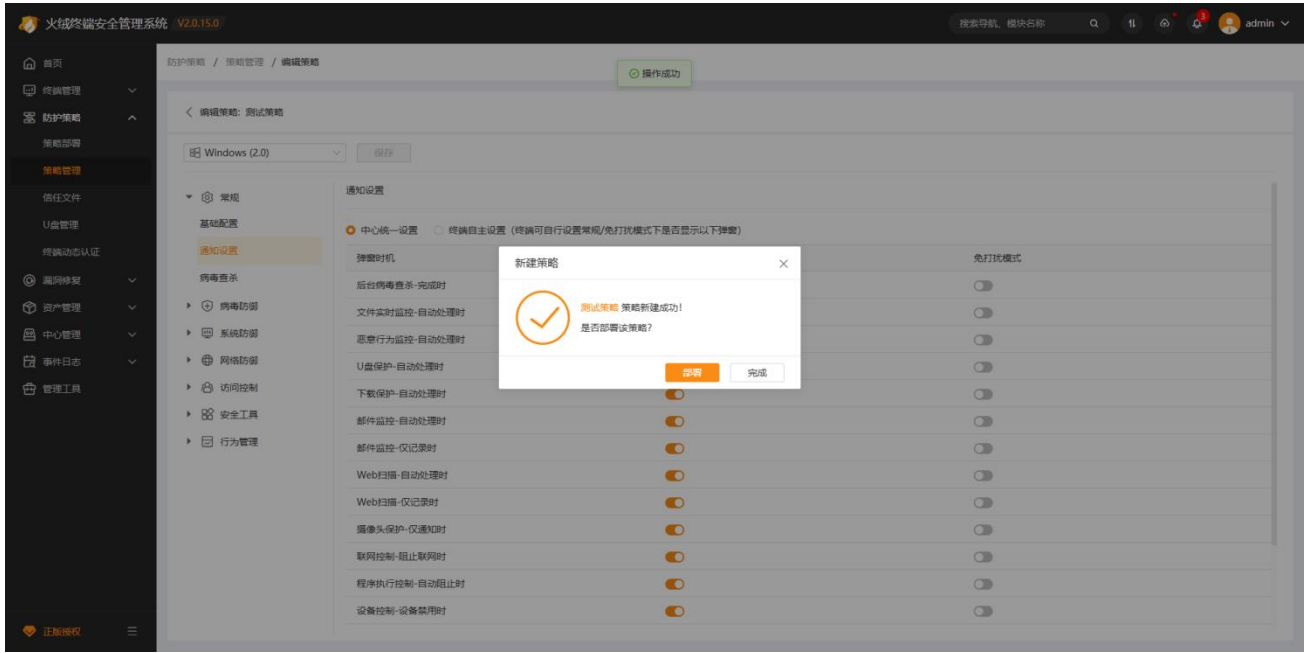 火绒终端安全管理系统 V2.0.15.0
搜索导航、模块名称
3
admin
首页
终端管理
防护策略
策略部署
策略管理
信任文件
U盘管理
终端动态认证
漏洞修复
资产管理
中心管理
事件日志
管理工具
正版授权
防护策略 / 策略管理 / 编辑策略
操作成功
编辑策略: 测试策略
Windows (2.0)
保存
常规
基础配置
通知设置
病毒查杀
病毒防御
系统防御
网络防御
访问控制
安全工具
行为管理
通知设置
中心统一设置 终端自主设置 (终端可自行设置常规/免打扰模式下是否显示以下弹窗)
弹窗时机 免打扰模式
后台病毒查杀-完成时
文件实时监控-自动处理时
恶意行为监控-自动处理时
U盘保护-自动处理时
下载保护-自动处理时
邮件监控-自动处理时
邮件监控-仅记录时
Web扫描-自动处理时
Web扫描-仅记录时
摄像头保护-仅通知时
联网控制-阻止联网时
程序执行控制-自动阻止时
设备控制-设备禁用时
新建策略
测试策略 策略新建成功!
是否部署该策略?
部署 完成